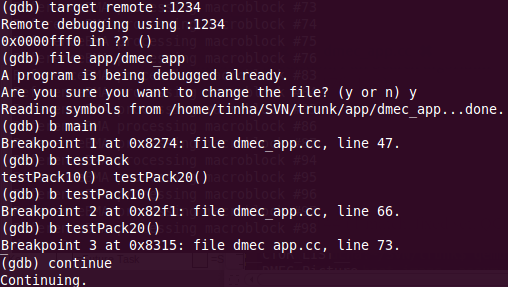 (gdb) target remote :1234
Remote debugging using :1234
0x0000fff0 in ?? ()
(gdb) file app/dmec_app
A program is being debugged already.
Are you sure you want to change the file? (y or n) y
Reading symbols from /home/tinha/SVN/trunk/app/dmec_app...done.
(gdb) b main
Breakpoint 1 at 0x8274: file dmec_app.cc, line 47.
(gdb) b testPack
testPack10() testPack20()
(gdb) b testPack10()
Breakpoint 2 at 0x82f1: file dmec_app.cc, line 66.
(gdb) b testPack20()
Breakpoint 3 at 0x8315: file dmec_app.cc, line 73.
(gdb) continue
Continuing.